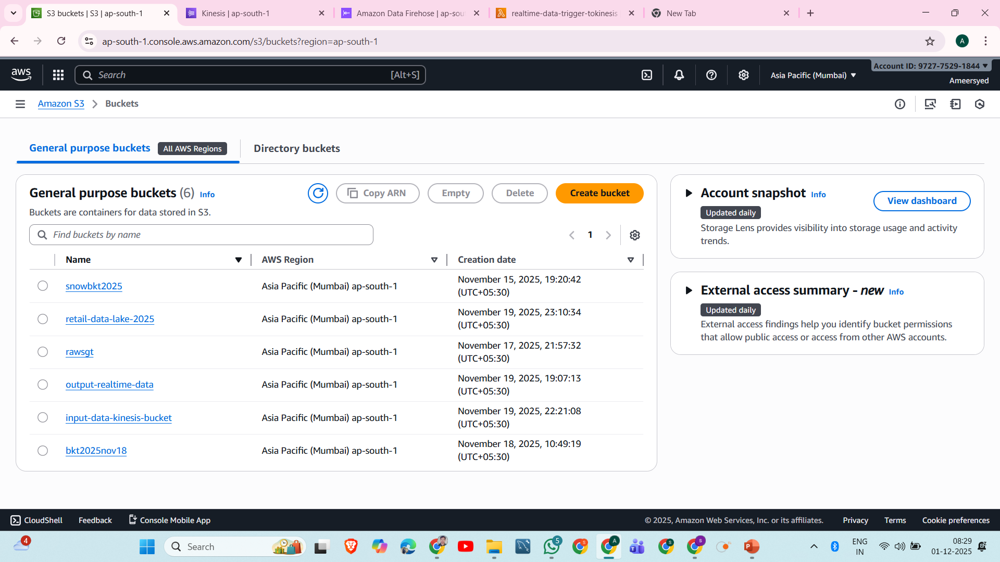 S3 buckets | S3 | ap-south-1
Kinesis | ap-south-1
Amazon Data Firehose | ap-sou
realtime-data-trigger-tokinesis
New Tab
ap-south-1.console.aws.amazon.com/s3/buckets?region=ap-south-1
A
aws
Search
[Alt+S]
Asia Pacific (Mumbai)
Account ID: 9727-7529-1844
Ameersyed
Amazon S3
Buckets
General purpose buckets
All AWS Regions
Directory buckets
General purpose buckets (6) Info
Copy ARN
Empty
Delete
Create bucket
Buckets are containers for data stored in S3.
Find buckets by name
1
Name
AWS Region
Creation date
snowbkt2025
Asia Pacific (Mumbai) ap-south-1
November 15, 2025, 19:20:42
(UTC+05:30)
retail-data-lake-2025
Asia Pacific (Mumbai) ap-south-1
November 19, 2025, 23:10:34
(UTC+05:30)
rawsgt
Asia Pacific (Mumbai) ap-south-1
November 17, 2025, 21:57:32
(UTC+05:30)
output-realtime-data
Asia Pacific (Mumbai) ap-south-1
November 19, 2025, 19:07:13
(UTC+05:30)
input-data-kinesis-bucket
Asia Pacific (Mumbai) ap-south-1
November 19, 2025, 22:21:08
(UTC+05:30)
bkt2025nov18
Asia Pacific (Mumbai) ap-south-1
November 18, 2025, 10:49:19
(UTC+05:30)
Account snapshot Info
View dashboard
Updated daily
Storage Lens provides visibility into storage usage and activity
trends.
External access summary - new Info
Updated daily
External access findings help you identify bucket permissions
that allow public access or access from other AWS accounts.
CloudShell
Feedback
Console Mobile App
© 2025, Amazon Web Services, Inc. or its affiliates.
Privacy
Terms
Cookie preferences
4
Search
5
S
A
T
S
S
P
ENG
IN
08:29
01-12-2025